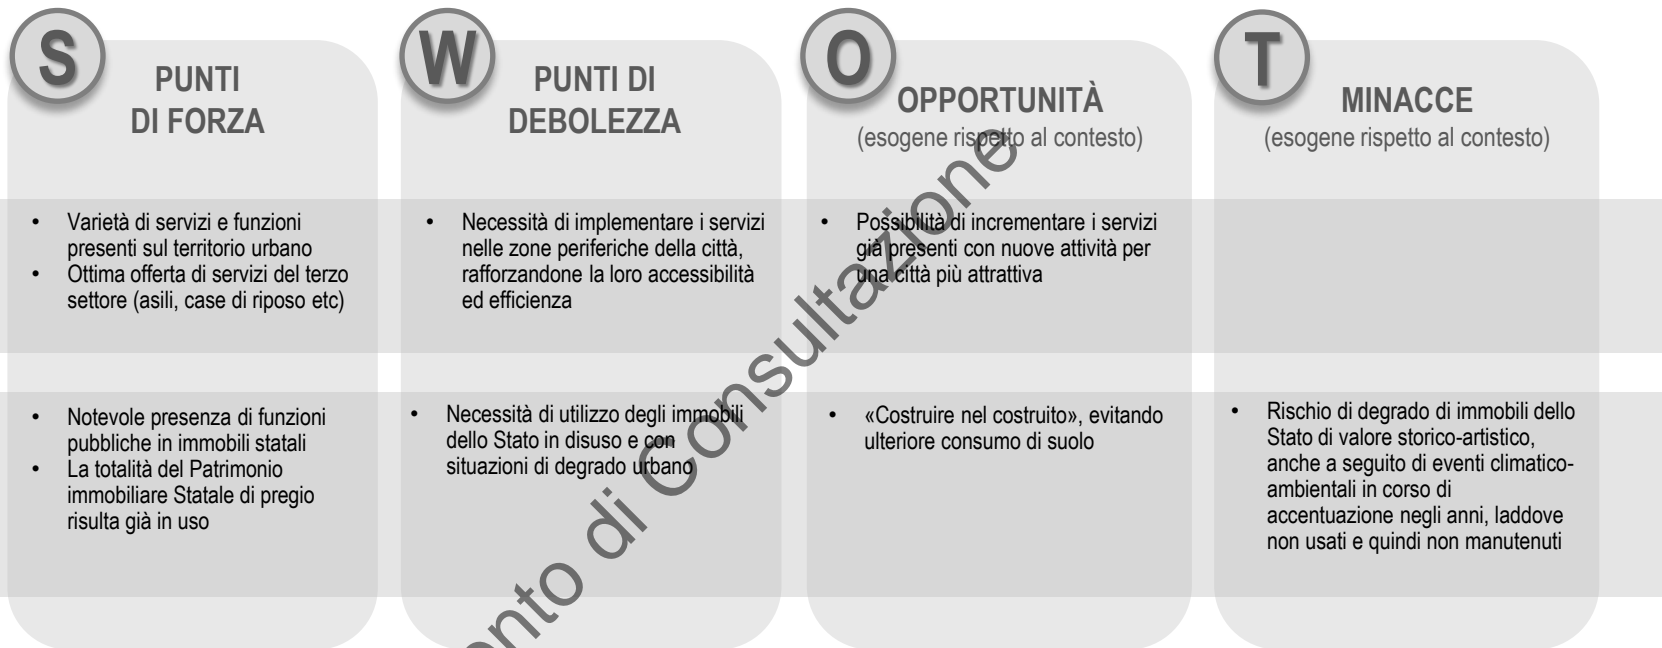 S
PUNTI
DI FORZA
W
PUNTI DI
DEBOLEZZA
O
OPPORTUNITÀ
(esogene rispetto al contesto)
T
MINACCE
(esogene rispetto al contesto)
• Varietà di servizi e funzioni
presenti sul territorio urbano
• Ottima offerta di servizi del terzo
settore (asili, case di riposo etc)
• Necessità di implementare i servizi
nelle zone periferiche della città,
rafforzandone la loro accessibilità
ed efficienza
• Possibilità di incrementare i servizi
già presenti con nuove attività per
una città più attrattiva
• Notevole presenza di funzioni
pubbliche in immobili statali
• La totalità del Patrimonio
immobiliare Statale di pregio
risulta già in uso
• Necessità di utilizzo degli immobili
dello Stato in disuso e con
situazioni di degrado urbano
• «Costruire nel costruito», evitando
ulteriore consumo di suolo
• Rischio di degrado di immobili dello
Stato di valore storico-artistico,
anche a seguito di eventi climatico-
ambientali in corso di
accentuazione negli anni, laddove
non usati e quindi non manutenuti
ento di Consultazione